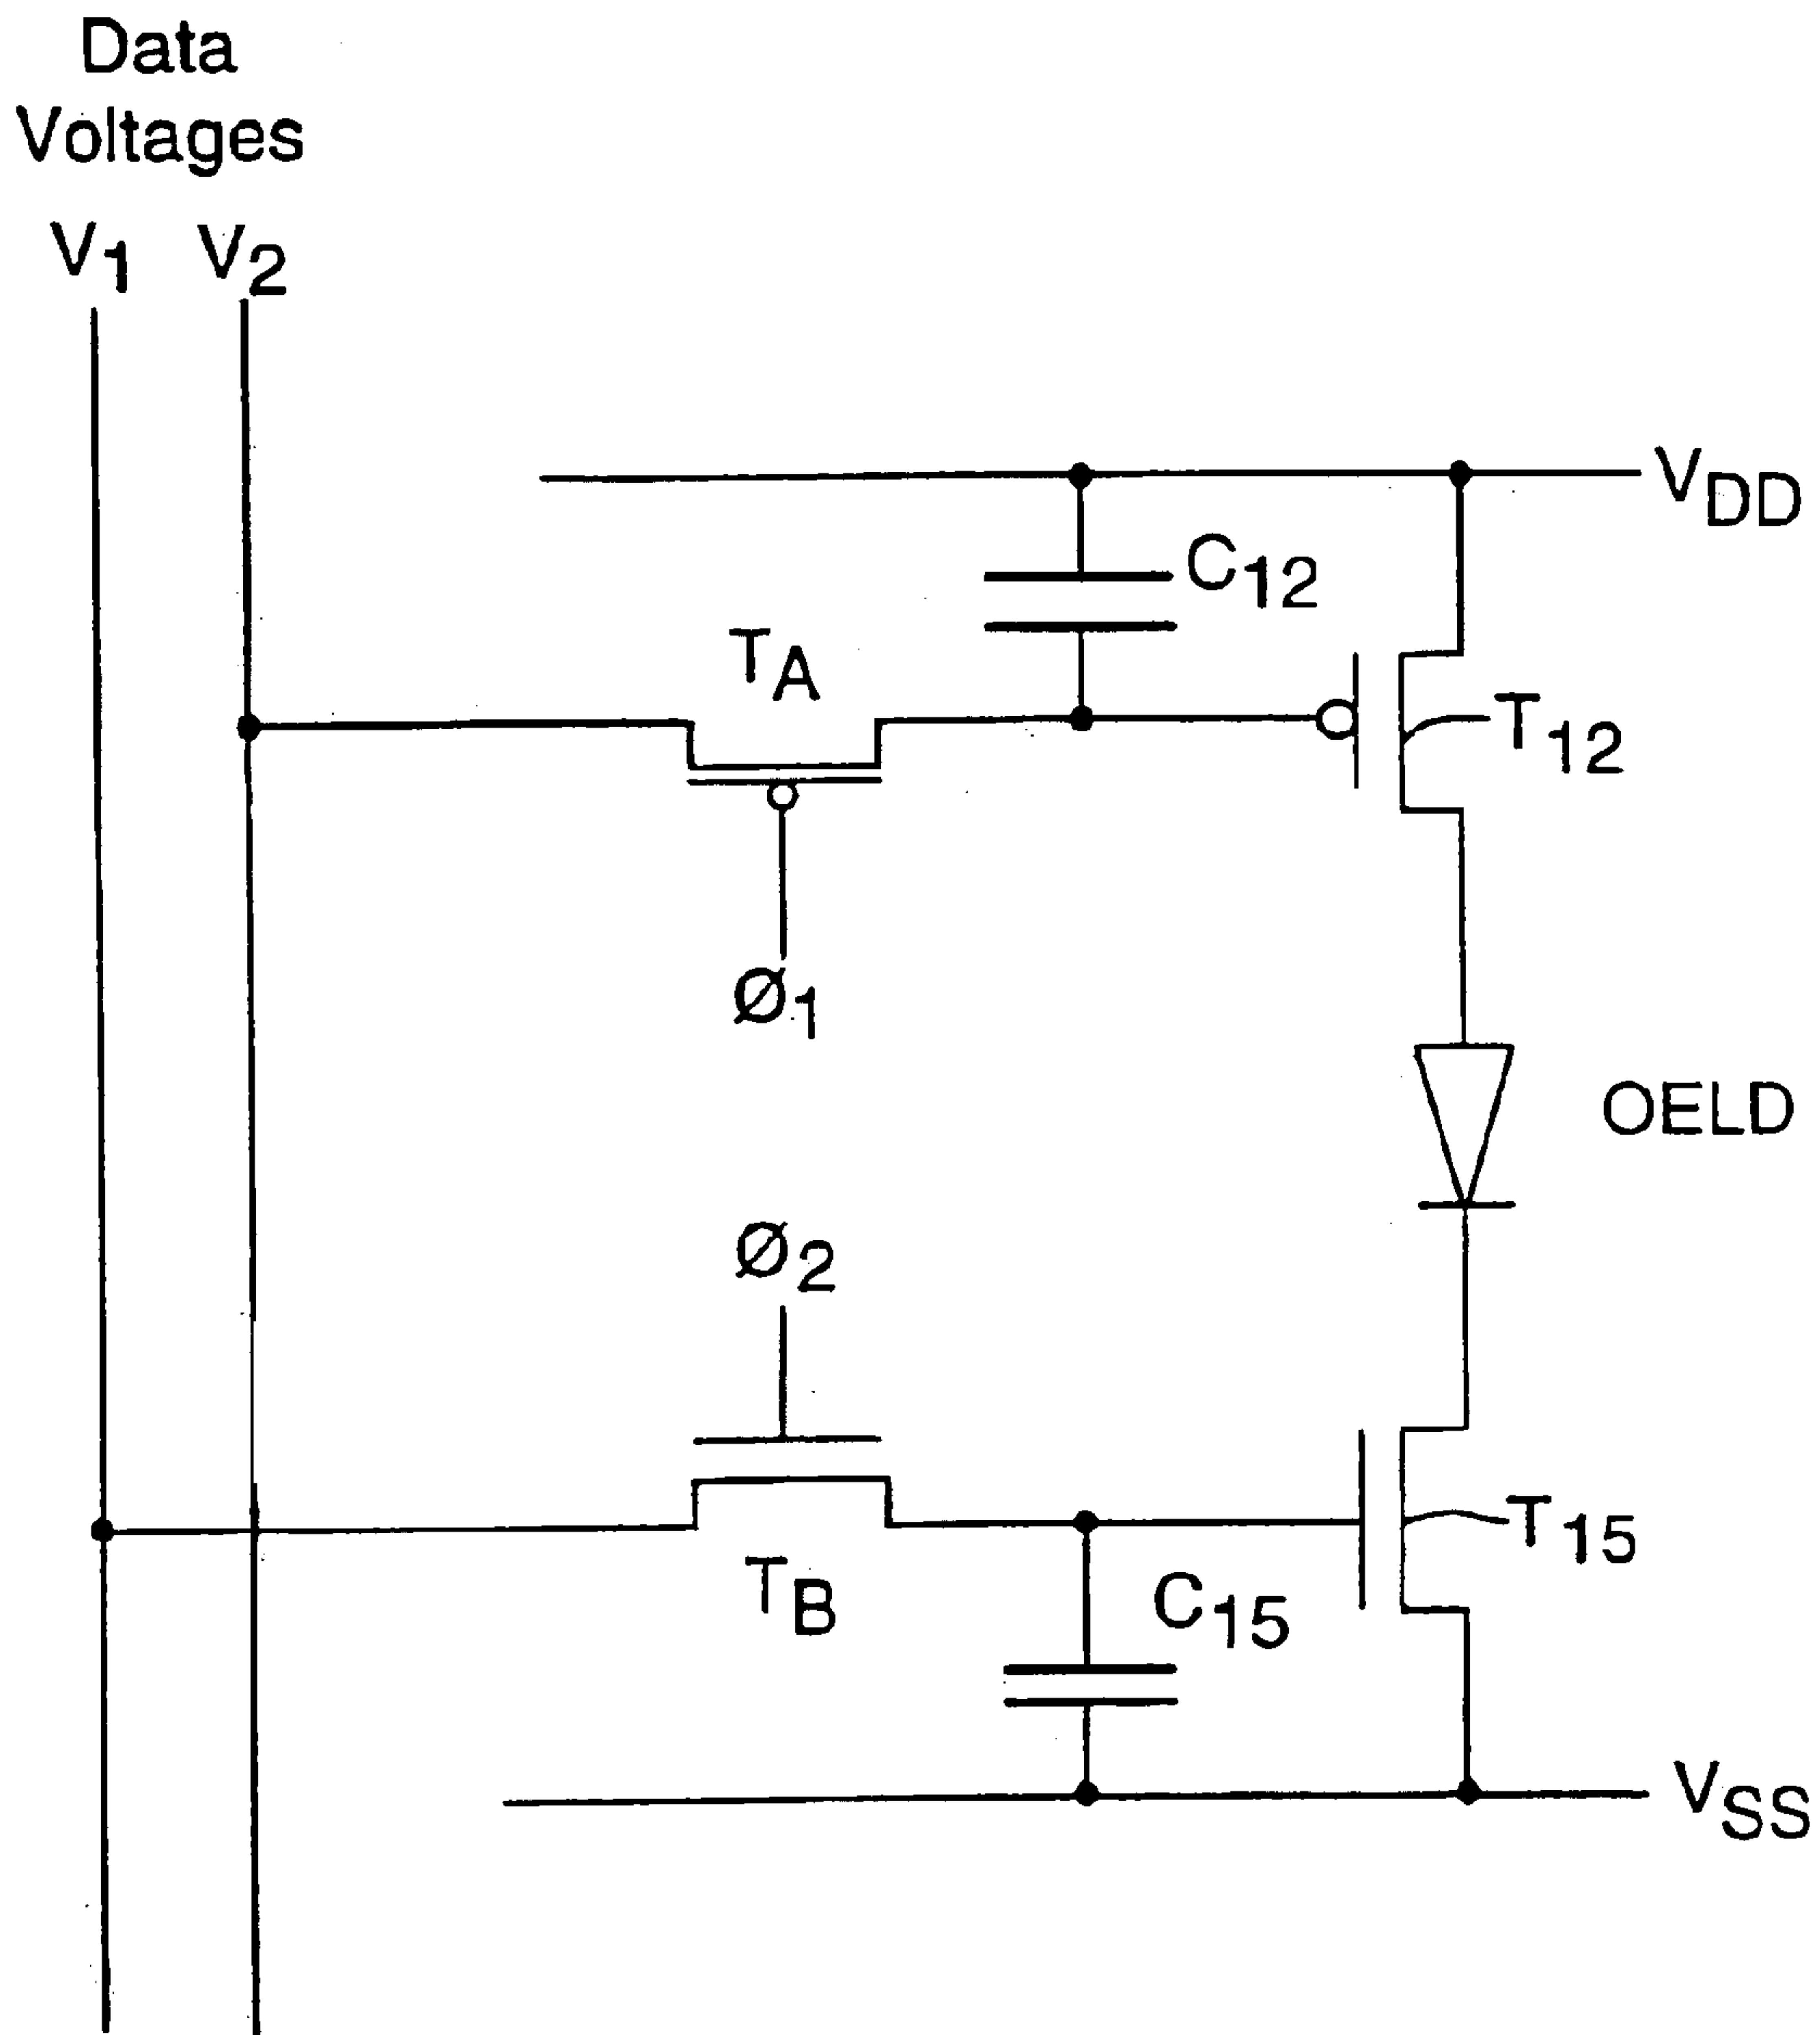 Data
Voltages
V1 V2
VDD
C12
TA
T12
Ø1
OELD
Ø2
T15
TB
C15
VSS